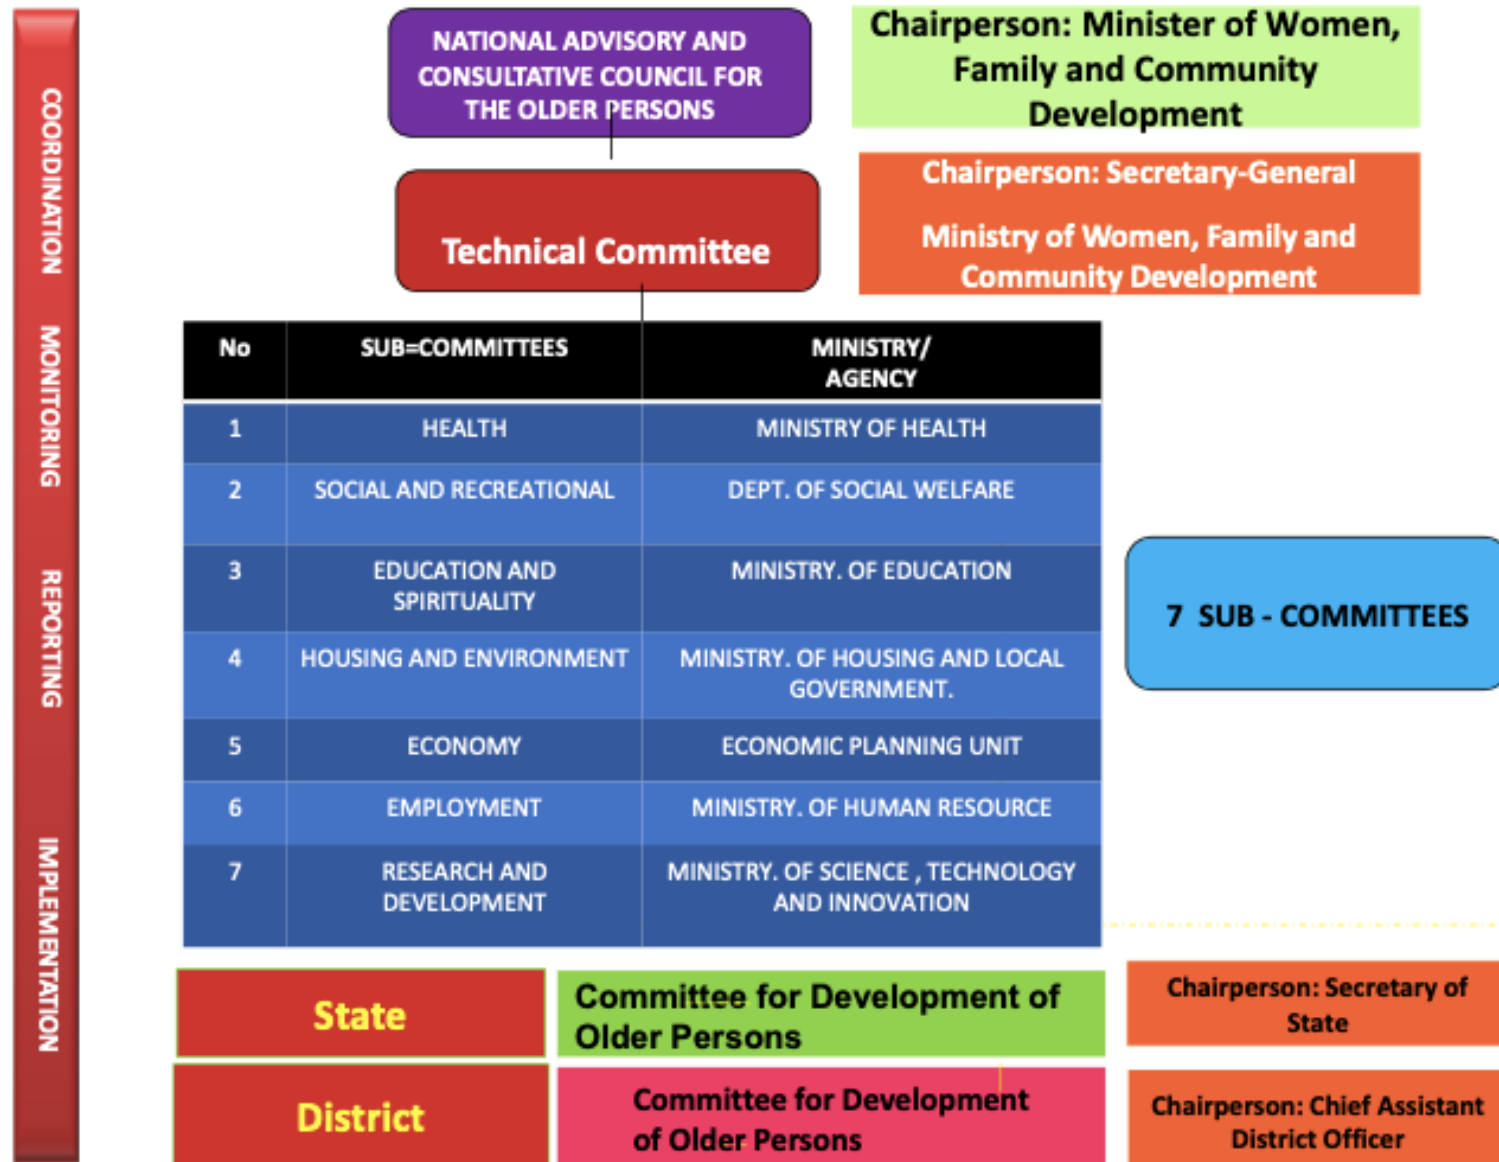 NATIONAL ADVISORY AND
CONSULTATIVE COUNCIL FOR
THE OLDER PERSONS
Chairperson: Minister of Women,
Family and Community
Development
Technical Committee
Chairperson: Secretary-General
Ministry of Women, Family and
Community Development
COORDINATION
MONITORING
REPORTING
IMPLEMENTATION
No SUB=COMMITTEES MINISTRY/
AGENCY
1 HEALTH MINISTRY OF HEALTH
2 SOCIAL AND RECREATIONAL DEPT. OF SOCIAL WELFARE
3 EDUCATION AND MINISTRY. OF EDUCATION
SPIRITUALITY
4 HOUSING AND ENVIRONMENT MINISTRY. OF HOUSING AND LOCAL
GOVERNMENT.
5 ECONOMY ECONOMIC PLANNING UNIT
6 EMPLOYMENT MINISTRY. OF HUMAN RESOURCE
7 RESEARCH AND MINISTRY. OF SCIENCE , TECHNOLOGY
DEVELOPMENT AND INNOVATION
7 SUB - COMMITTEES
State
Committee for Development of
Older Persons
Chairperson: Secretary of
State
District
Committee for Development
of Older Persons
Chairperson: Chief Assistant
District Officer